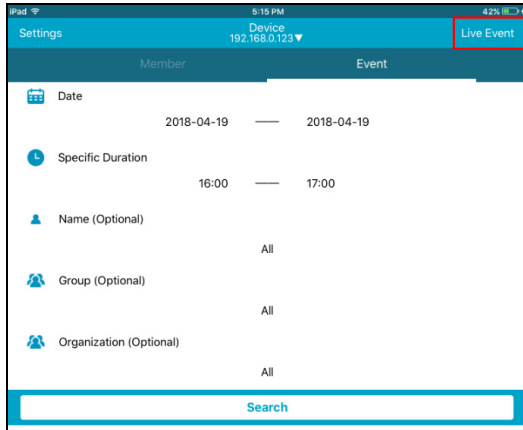 iPad 5:15 PM 42%
Settings Device Live Event
192.168.0.123▼
Member Event
Date
2018-04-19 — 2018-04-19
Specific Duration
16:00 — 17:00
Name (Optional)
All
Group (Optional)
All
Organization (Optional)
All
Search